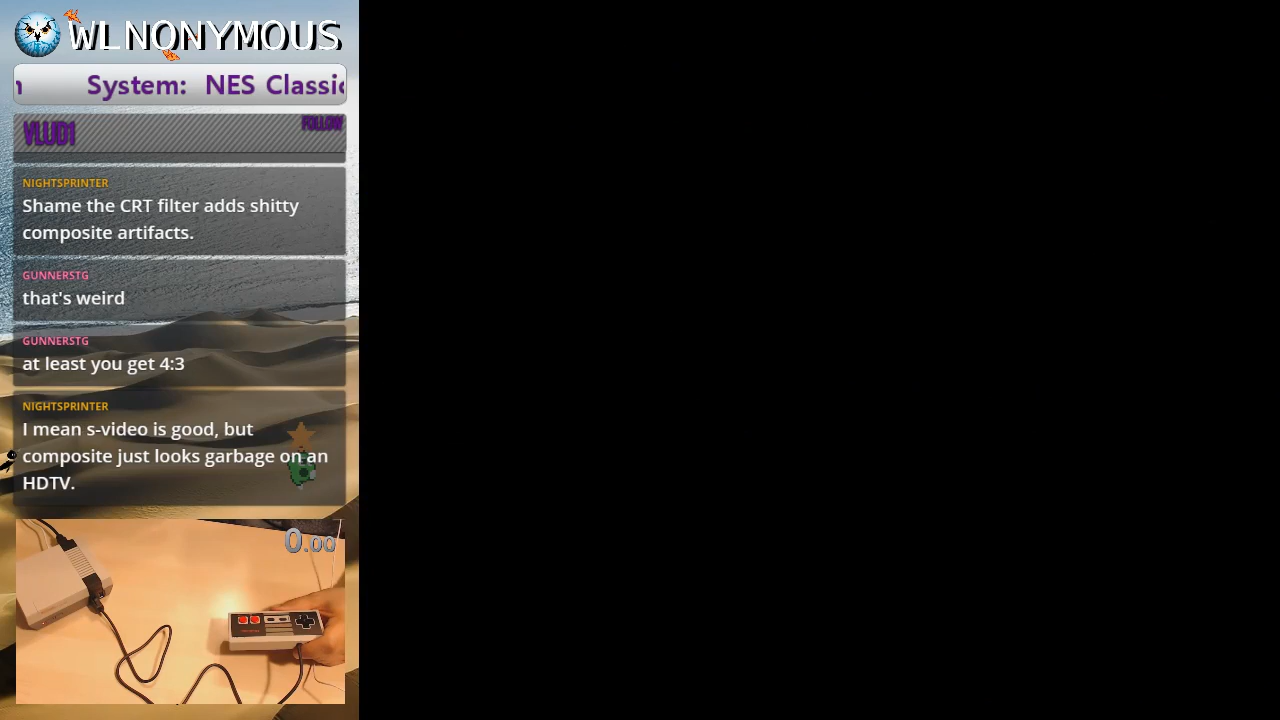 WLNONYMOUS
System: NES Classic
VLUD1
FOLLOW
NIGHTSPRINTER
Shame the CRT filter adds shitty
composite artifacts.
GUNNERSTG
that's weird
GUNNERSTG
at least you get 4:3
NIGHTSPRINTER
I mean s-video is good, but
composite just looks garbage on an
HDTV.
0.00